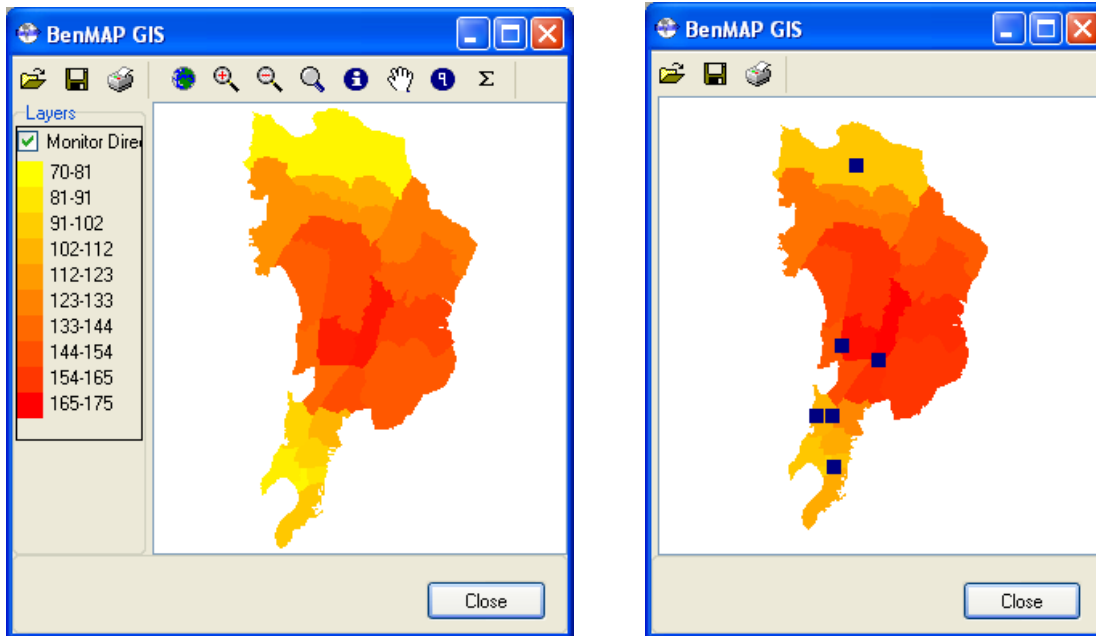 BenMAP GIS
Layers
Monitor Dire
70-81
81-91
91-102
102-112
112-123
123-133
133-144
144-154
154-165
165-175
Close
BenMAP GIS
Close